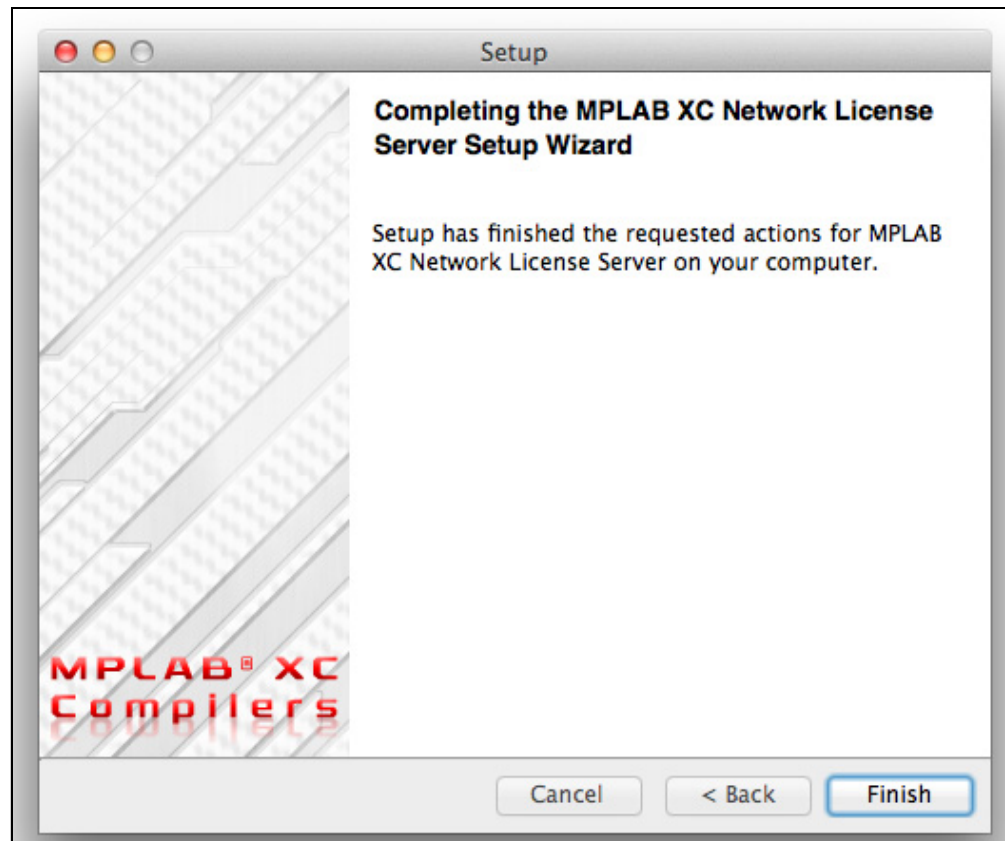 Setup
Completing the MPLAB XC Network License
Server Setup Wizard
Setup has finished the requested actions for MPLAB
XC Network License Server on your computer.
MPLAB® XC
Compilers
Cancel
< Back
Finish